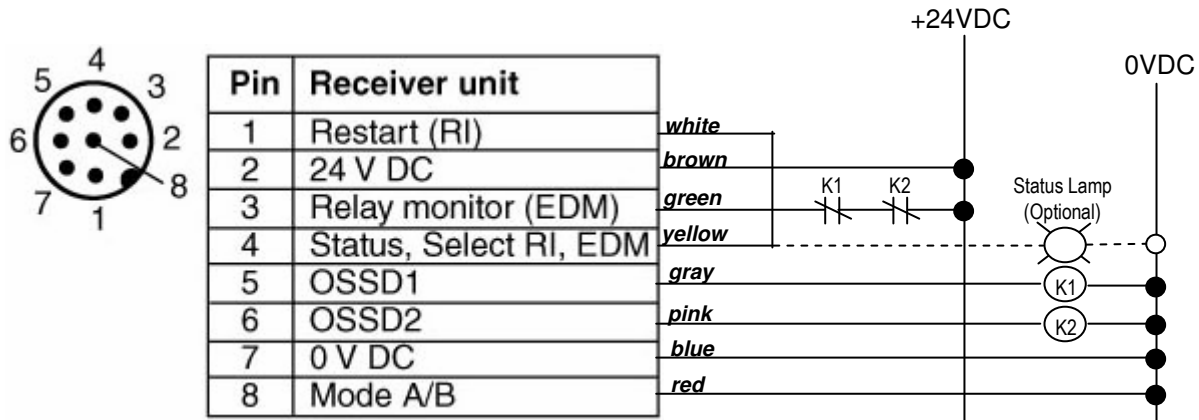 +24VDC
0VDC
4
5
3
6
2
7
8
1
Pin Receiver unit
1 Restart (RI) white
2 24 V DC brown
3 Relay monitor (EDM) green K1 K2
4 Status, Select RI, EDM yellow
Status Lamp
(Optional)
5 OSSD1 gray K1
6 OSSD2 pink K2
7 0 V DC blue
8 Mode A/B red